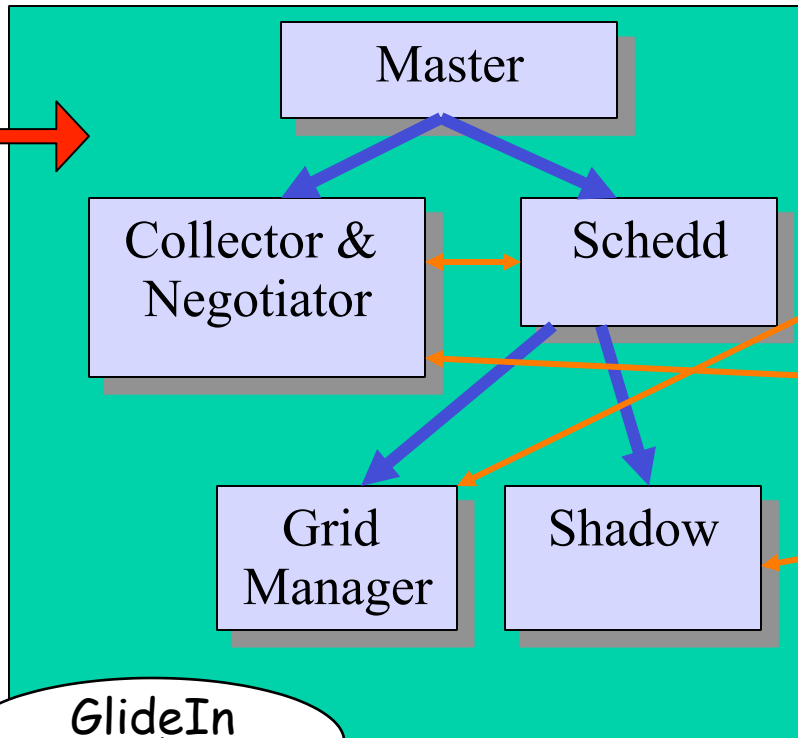 Master
Collector &
Negotiator
Schedd
Grid
Manager
Shadow
GlideIn